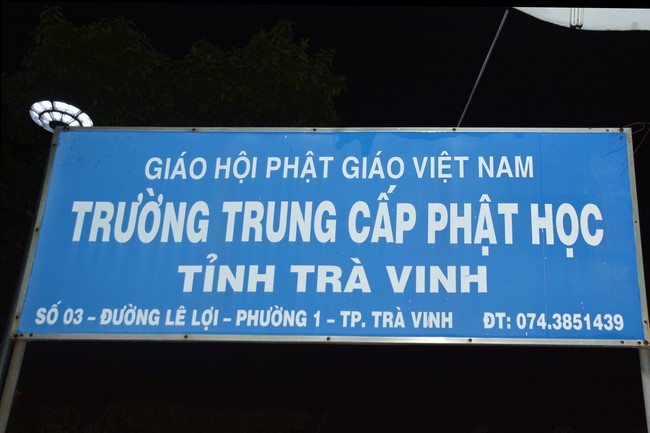 GIÁO HỘI PHẬT GIÁO VIỆT NAM
TRƯỜNG TRUNG CẤP PHẬT HỌC
TỈNH TRÀ VINH
SỐ 03 - ĐƯỜNG LÊ LỢI - PHƯỜNG 1 - TP. TRÀ VINH ĐT: 074.3851439